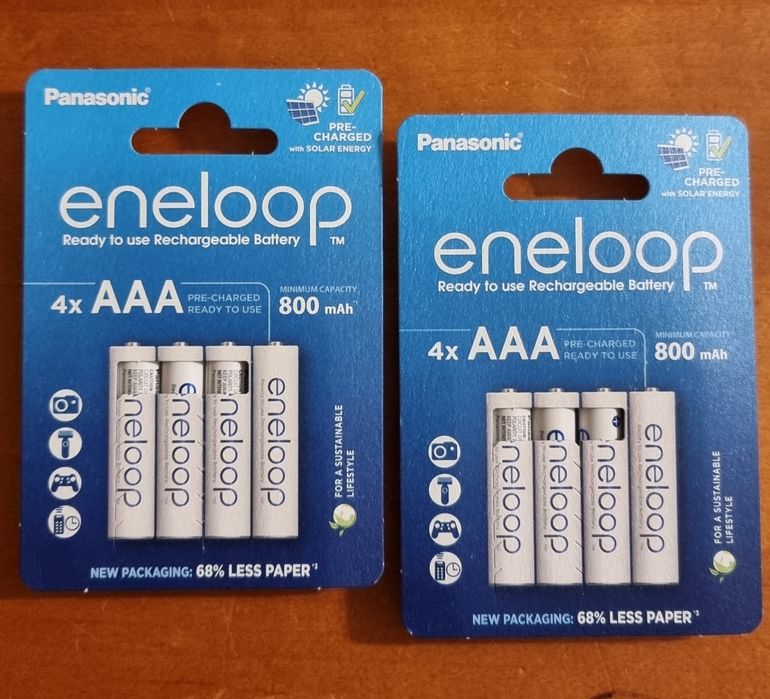 Panasonic
PRE-
CHARGED
with SOLAR ENERGY
eneloop
Ready to use Rechargeable Battery ™
4x AAA PRE-CHARGED
READY TO USE
MINIMUM CAPACITY
800 mAh*¹
eneloop
eneloop
eneloop
eneloop
FOR A SUSTAINABLE
LIFESTYLE
NEW PACKAGING: 68% LESS PAPER*³
Panasonic
PRE-
CHARGED
with SOLAR ENERGY
eneloop
Ready to use Rechargeable Battery ™
4x AAA PRE-CHARGED
READY TO USE
MINIMUM CAPACITY
800 mAh
eneloop
eneloop
eneloop
eneloop
FOR A SUSTAINABLE
LIFESTYLE
NEW PACKAGING: 68% LESS PAPER*³